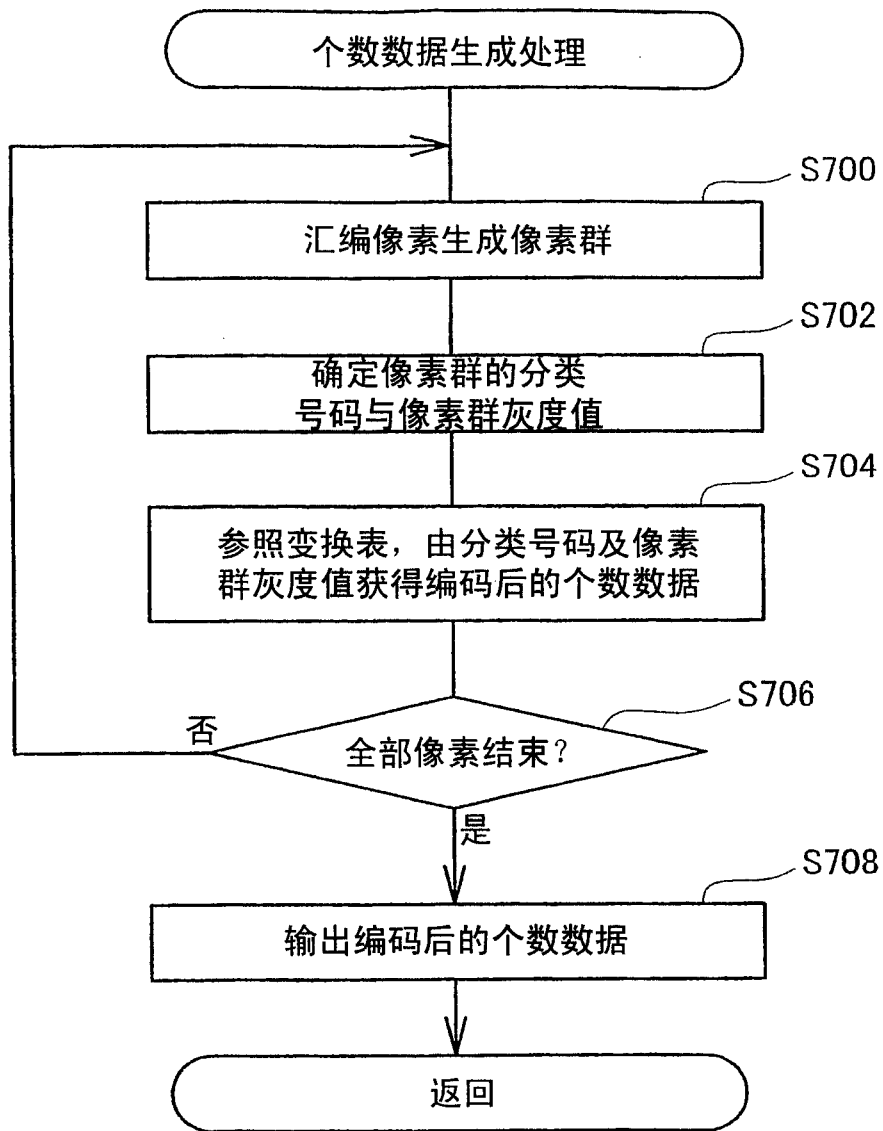 个数数据生成处理
S700
汇编像素生成像素群
S702
确定像素群的分类
号码与像素群灰度值
S704
参照变换表，由分类号码及像素
群灰度值获得编码后的个数数据
S706
否
全部像素结束？
是
S708
输出编码后的个数数据
返回